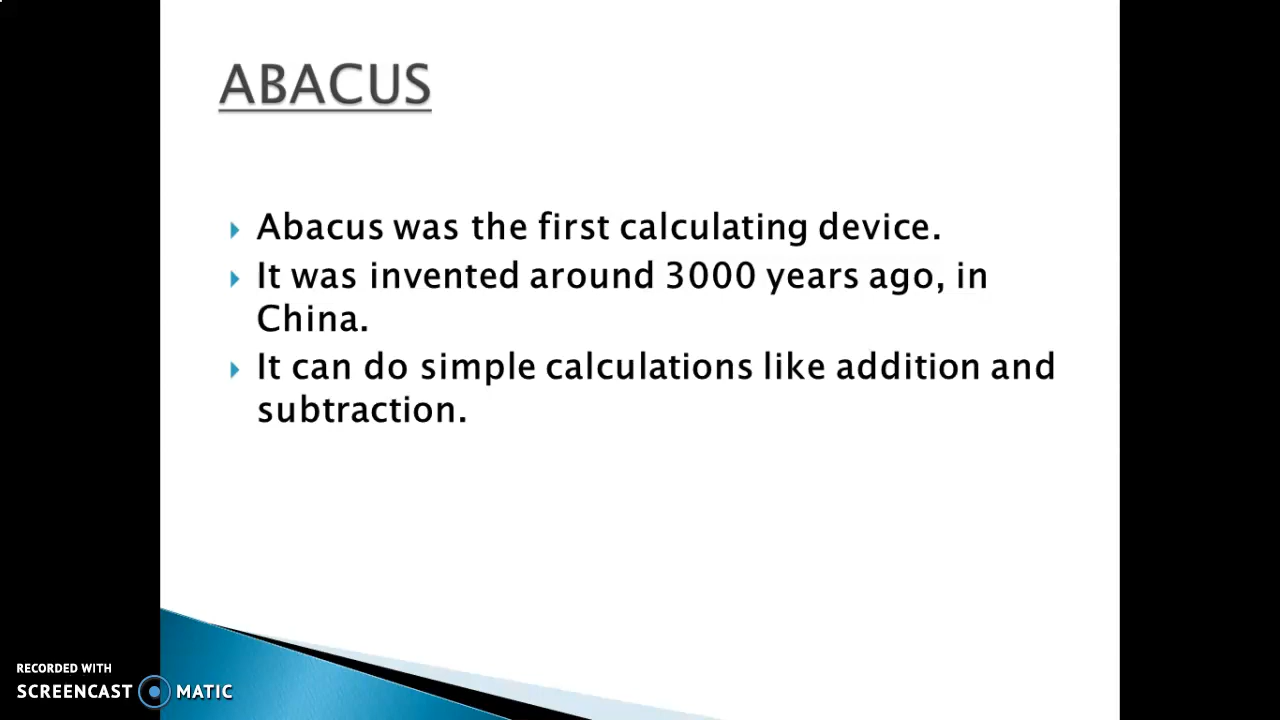 ABACUS
Abacus was the first calculating device.
It was invented around 3000 years ago, in
China.
It can do simple calculations like addition and
subtraction.
RECORDED WITH
SCREENCAST MATIC